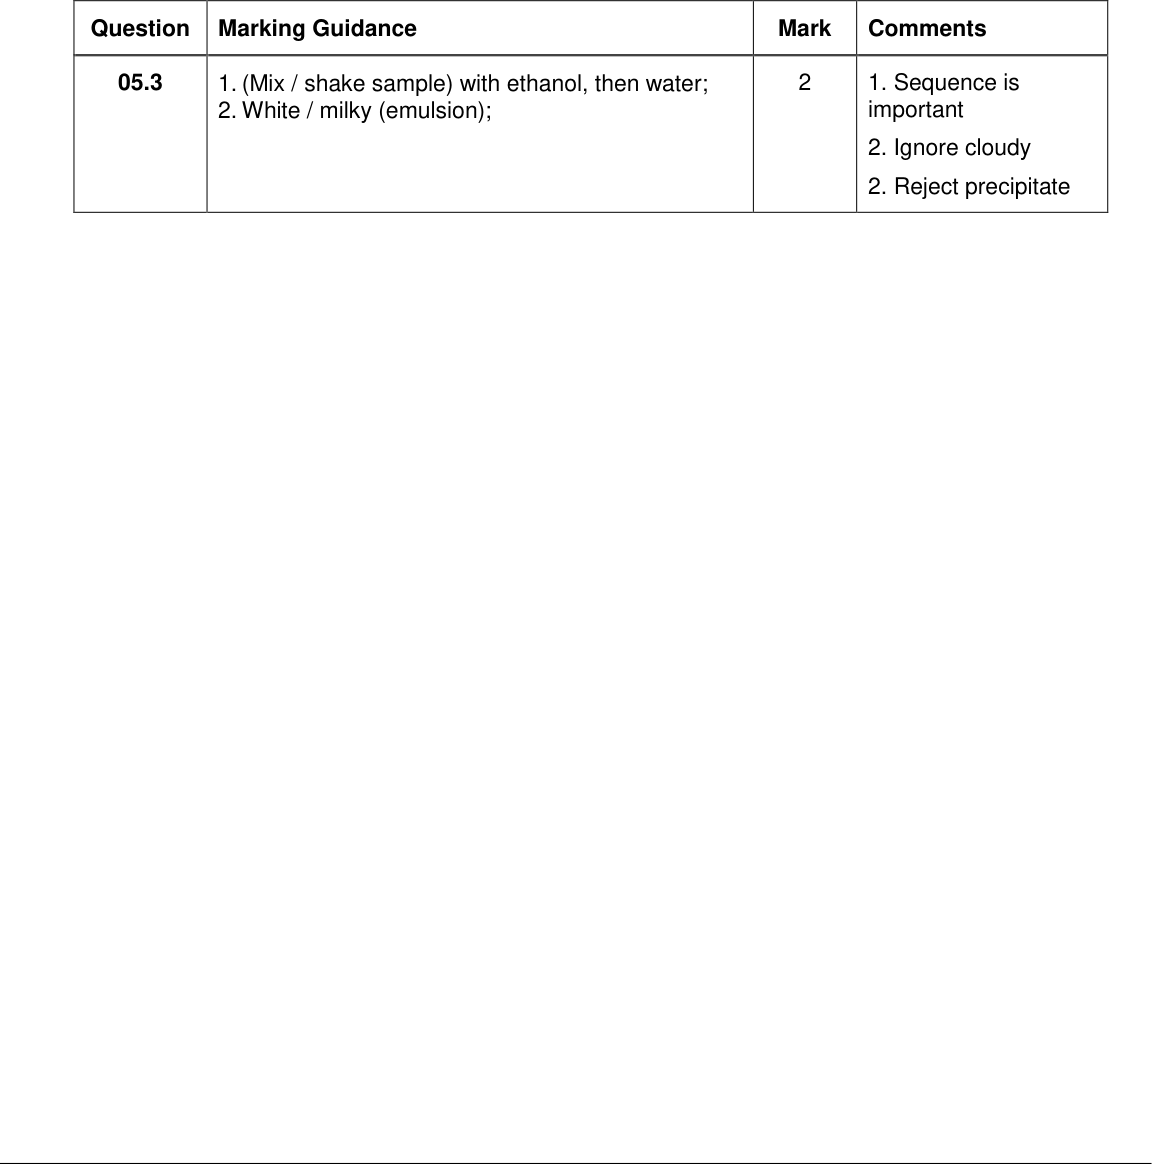 Question Marking Guidance Mark Comments
05.3 1. (Mix / shake sample) with ethanol, then water; 2 1. Sequence is
2. White / milky (emulsion); important
2. Ignore cloudy
2. Reject precipitate